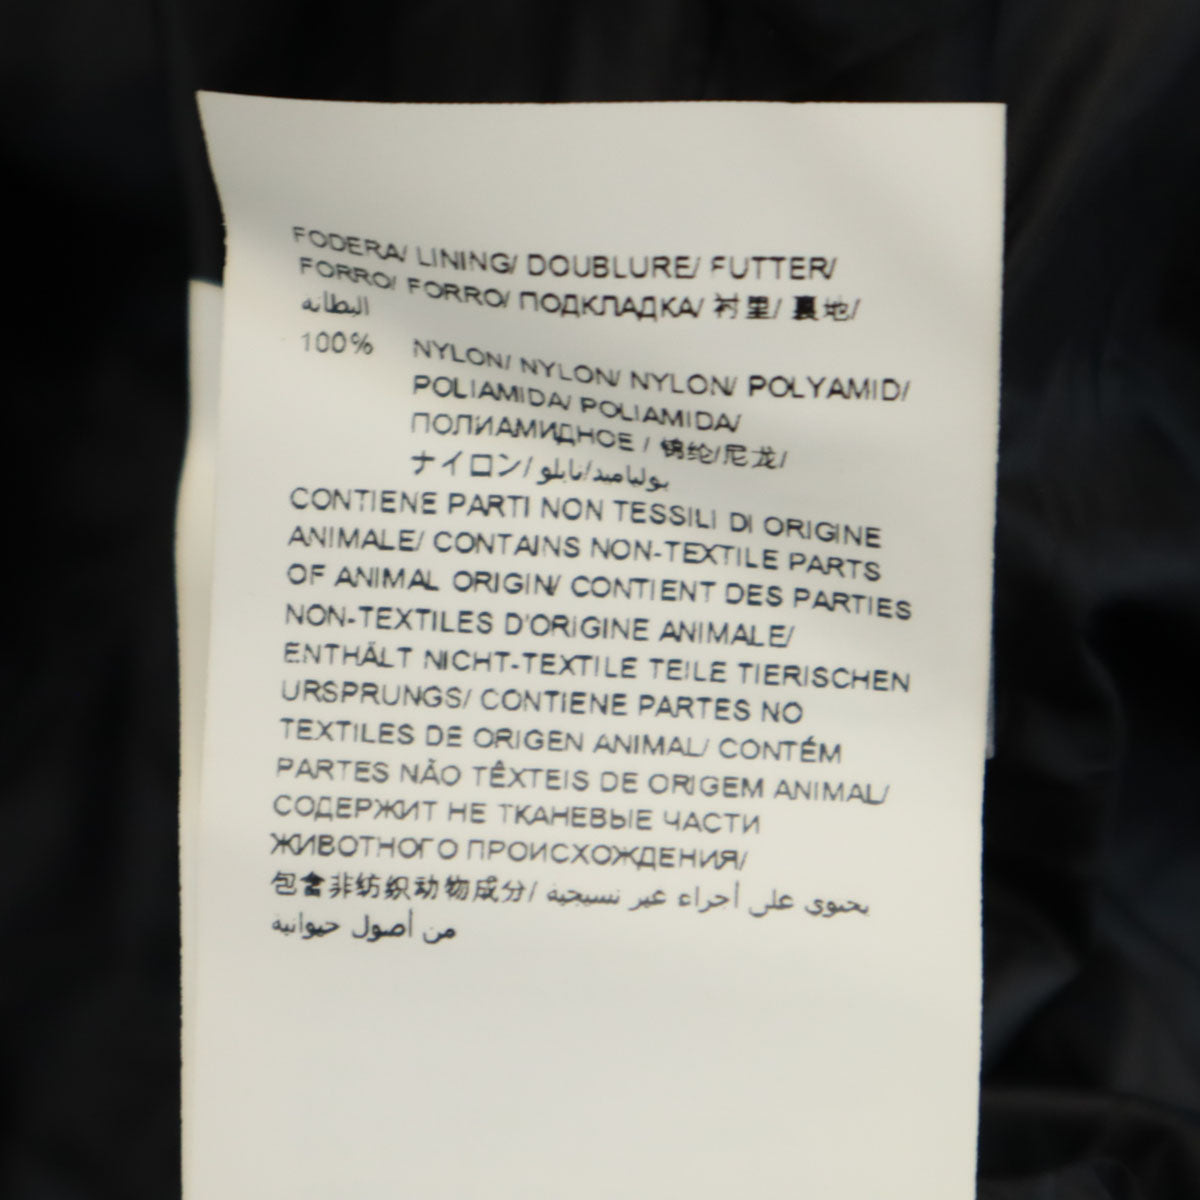 FODERA/ LINING/ DOUBLURE/ FUTTER/
FORRO/ FORRO/ ПОДКЛАДКА/ 衬里/ 裏地/
البطانة
100% NYLON/ NYLON/ NYLON/ POLYAMID/
POLIAMIDA/ POLIAMIDA/
ПОЛИАМИДНОЕ / 锦纶/尼龙/
ナイロン/ بولياميد/نايلو
CONTIENE PARTI NON TESSILI DI ORIGINE
ANIMALE/ CONTAINS NON-TEXTILE PARTS
OF ANIMAL ORIGIN/ CONTIENT DES PARTIES
NON-TEXTILES D'ORIGINE ANIMALE/
ENTHÄLT NICHT-TEXTILE TEILE TIERISCHEN
URSPRUNGS/ CONTIENE PARTES NO
TEXTILES DE ORIGEN ANIMAL/ CONTÉM
PARTES NÃO TÊXTEIS DE ORIGEM ANIMAL/
СОДЕРЖИТ НЕ ТКАНЕВЫЕ ЧАСТИ
ЖИВОТНОГО ПРОИСХОЖДЕНИЯ/
包含非纺织动物成分/ يحتوي على أجزاء غير نسيجية
من أصول حيوانية